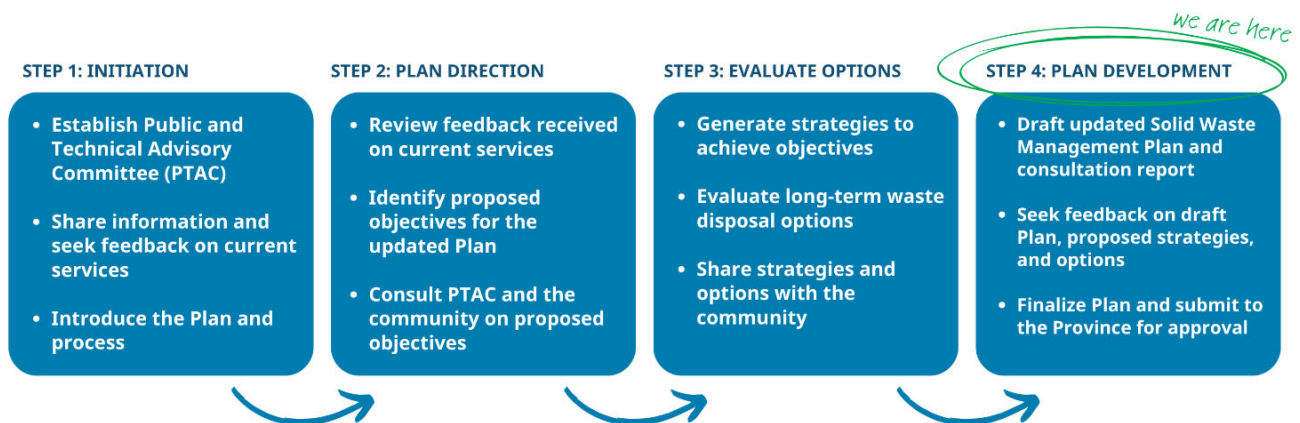 we are here
STEP 1: INITIATION
• Establish Public and
Technical Advisory
Committee (PTAC)
• Share information and
seek feedback on current
services
• Introduce the Plan and
process
STEP 2: PLAN DIRECTION
• Review feedback received
on current services
• Identify proposed
objectives for the
updated Plan
• Consult PTAC and the
community on proposed
objectives
STEP 3: EVALUATE OPTIONS
• Generate strategies to
achieve objectives
• Evaluate long-term waste
disposal options
• Share strategies and
options with the
community
STEP 4: PLAN DEVELOPMENT
• Draft updated Solid Waste
Management Plan and
consultation report
• Seek feedback on draft
Plan, proposed strategies,
and options
• Finalize Plan and submit to
the Province for approval